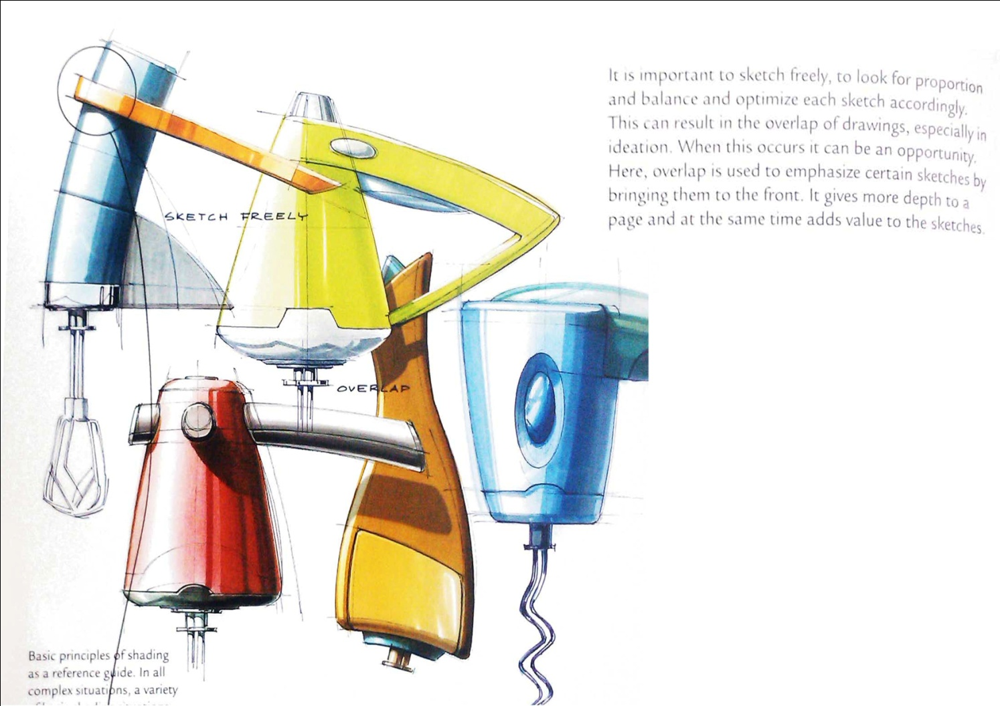 It is important to sketch freely, to look for proportion
and balance and optimize each sketch accordingly.
This can result in the overlap of drawings, especially in
ideation. When this occurs it can be an opportunity.
Here, overlap is used to emphasize certain sketches by
bringing them to the front. It gives more depth to a
page and at the same time adds value to the sketches.
SKETCH FREELY
OVERLAP
Basic principles of shading
as a reference guide. In all
complex situations, a variety